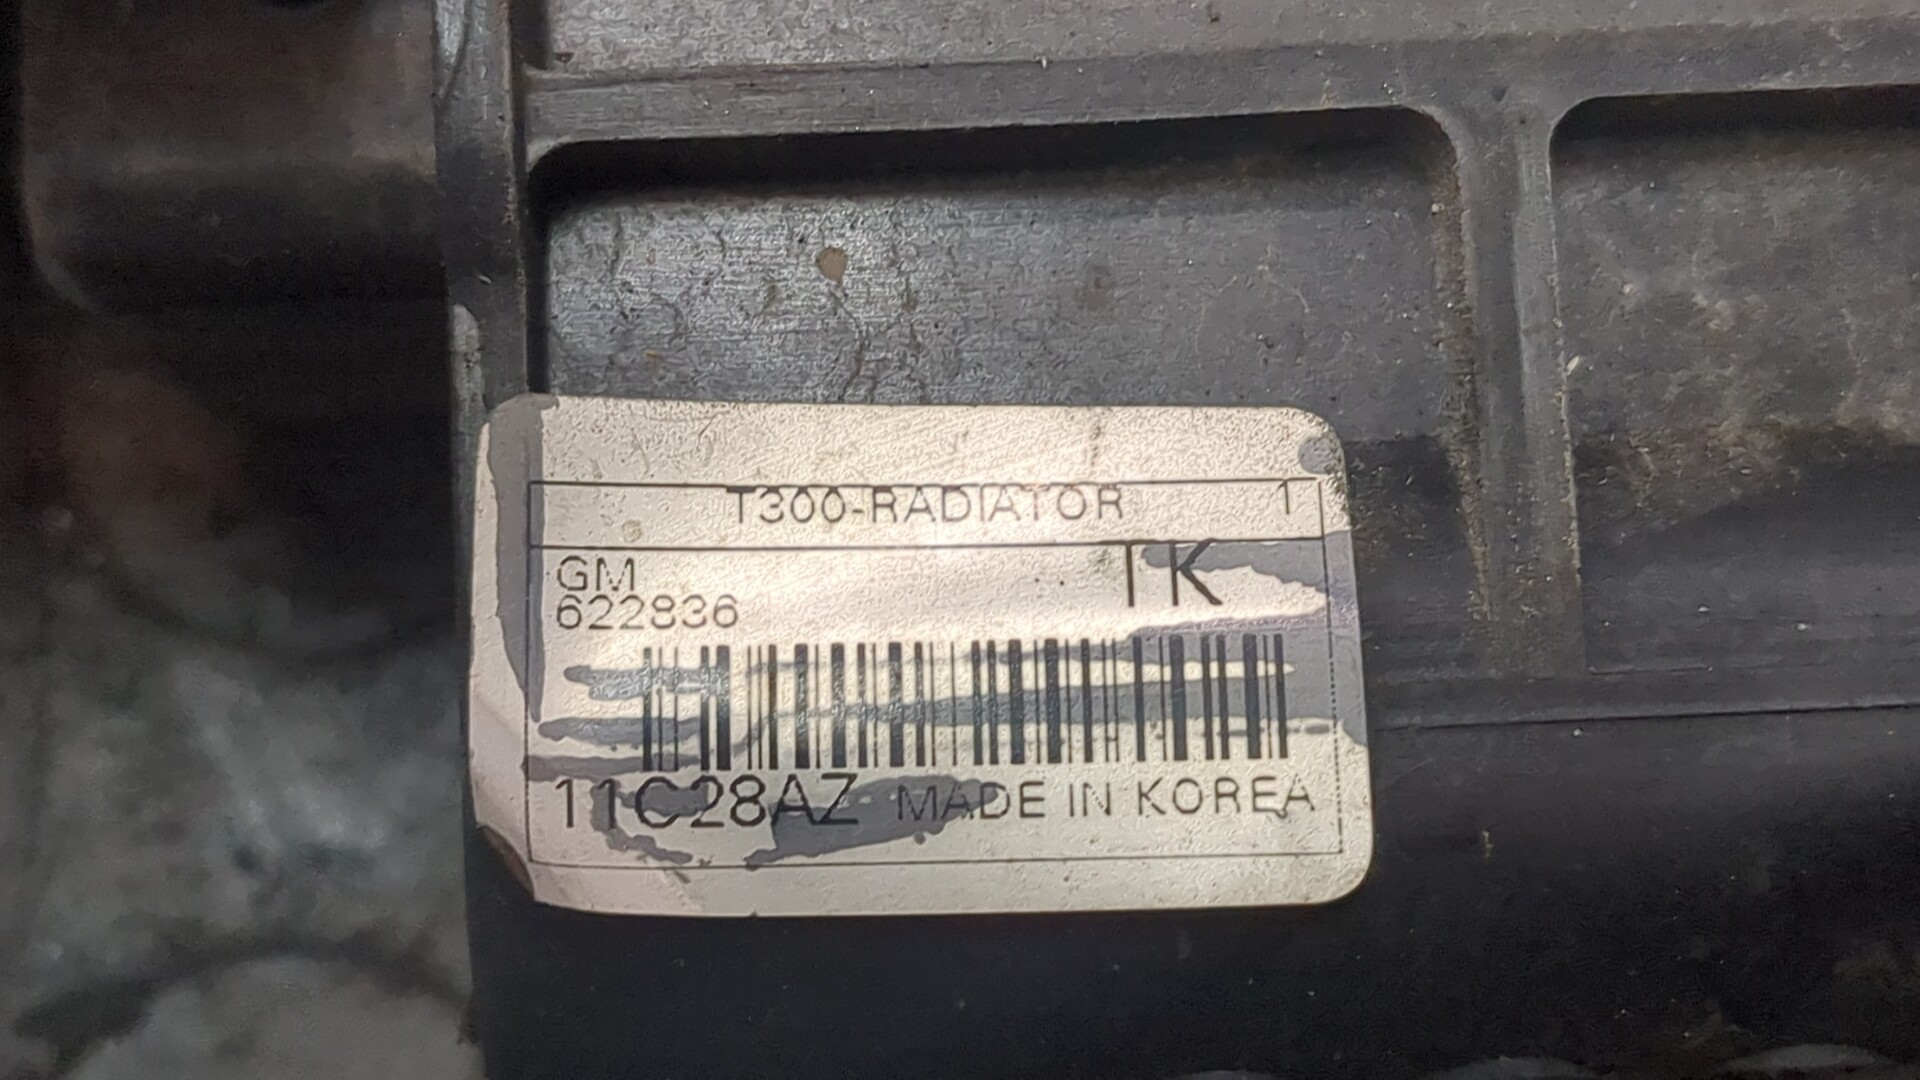 T300-RADIATOR 1
GM TK
622836
11C28AZ MADE IN KOREA